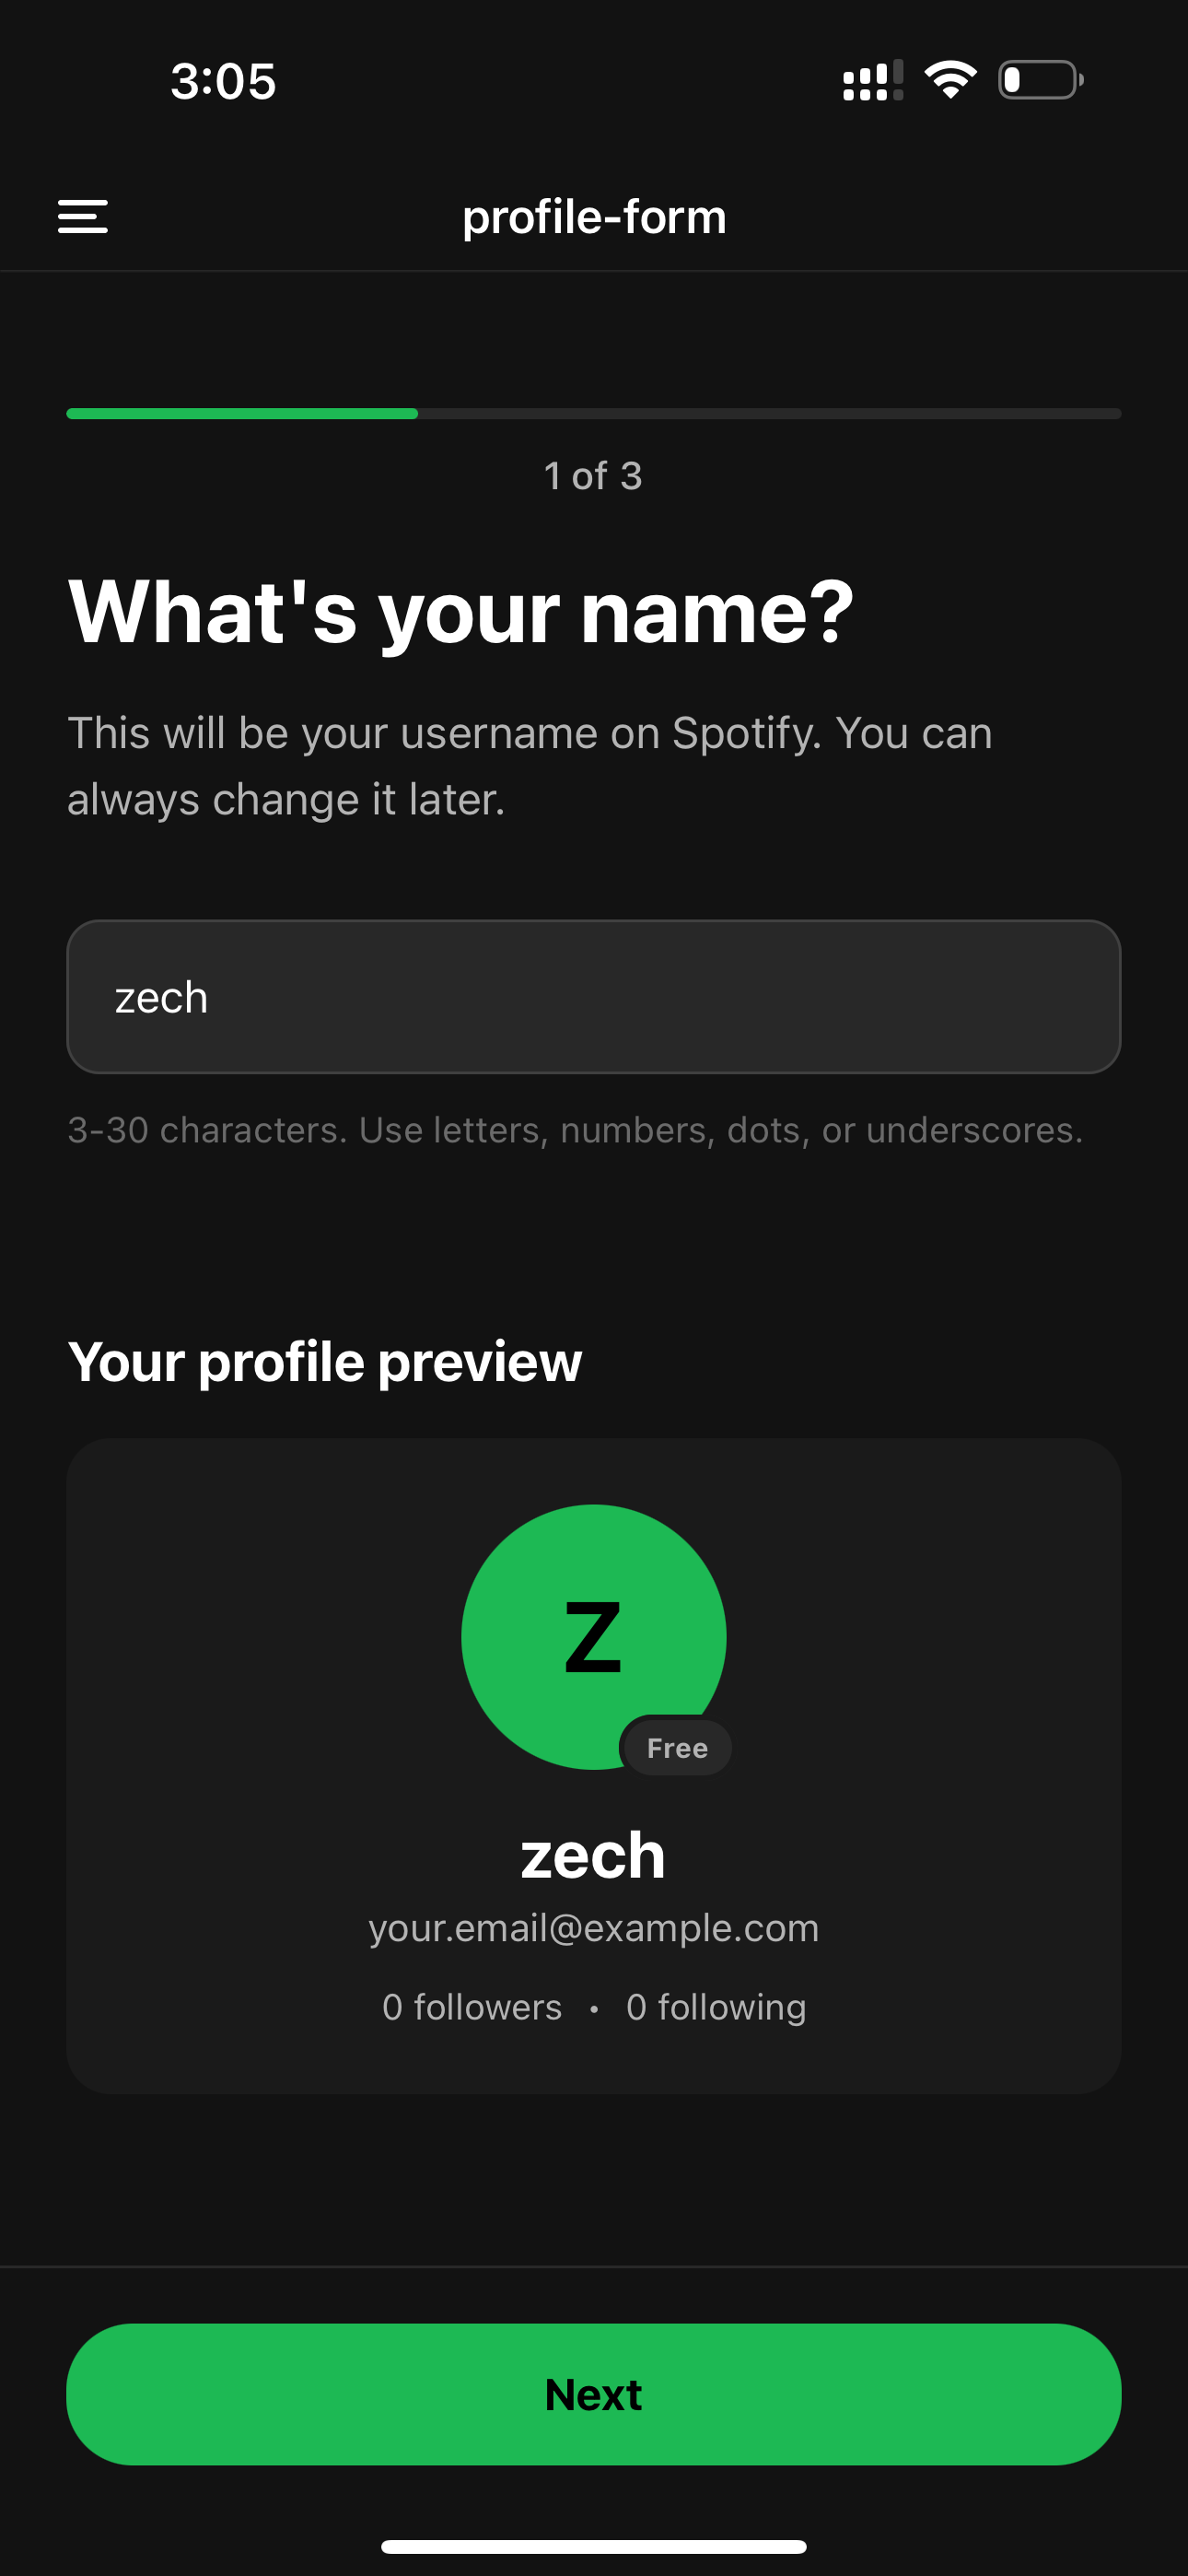 3:05
profile-form
1 of 3
What's your name?
This will be your username on Spotify. You can
always change it later.
zech
3-30 characters. Use letters, numbers, dots, or underscores.
Your profile preview
Z
Free
zech
your.email@example.com
0 followers • 0 following
Next